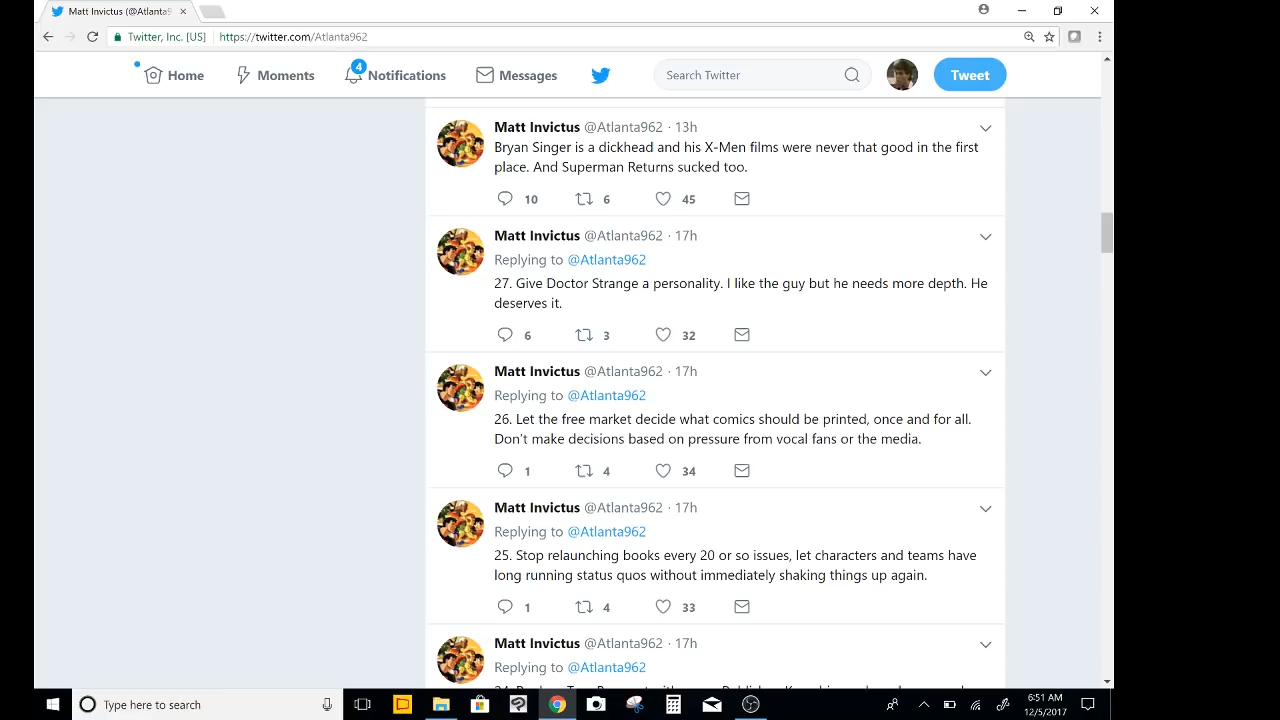 Matt Invictus (@Atlanta9
Twitter, Inc. [US]
https://twitter.com/Atlanta962
Home
Moments
4
Notifications
Messages
Search Twitter
Tweet
Matt Invictus @Atlanta962 · 13h
Bryan Singer is a dickhead and his X-Men films were never that good in the first
place. And Superman Returns sucked too.
10 6 45
Matt Invictus @Atlanta962 · 17h
Replying to @Atlanta962
27. Give Doctor Strange a personality. I like the guy but he needs more depth. He
deserves it.
6 3 32
Matt Invictus @Atlanta962 · 17h
Replying to @Atlanta962
26. Let the free market decide what comics should be printed, once and for all.
Don't make decisions based on pressure from vocal fans or the media.
1 4 34
Matt Invictus @Atlanta962 · 17h
Replying to @Atlanta962
25. Stop relaunching books every 20 or so issues, let characters and teams have
long running status quos without immediately shaking things up again.
1 4 33
Matt Invictus @Atlanta962 · 17h
Replying to @Atlanta962
Type here to search
6:51 AM
12/5/2017